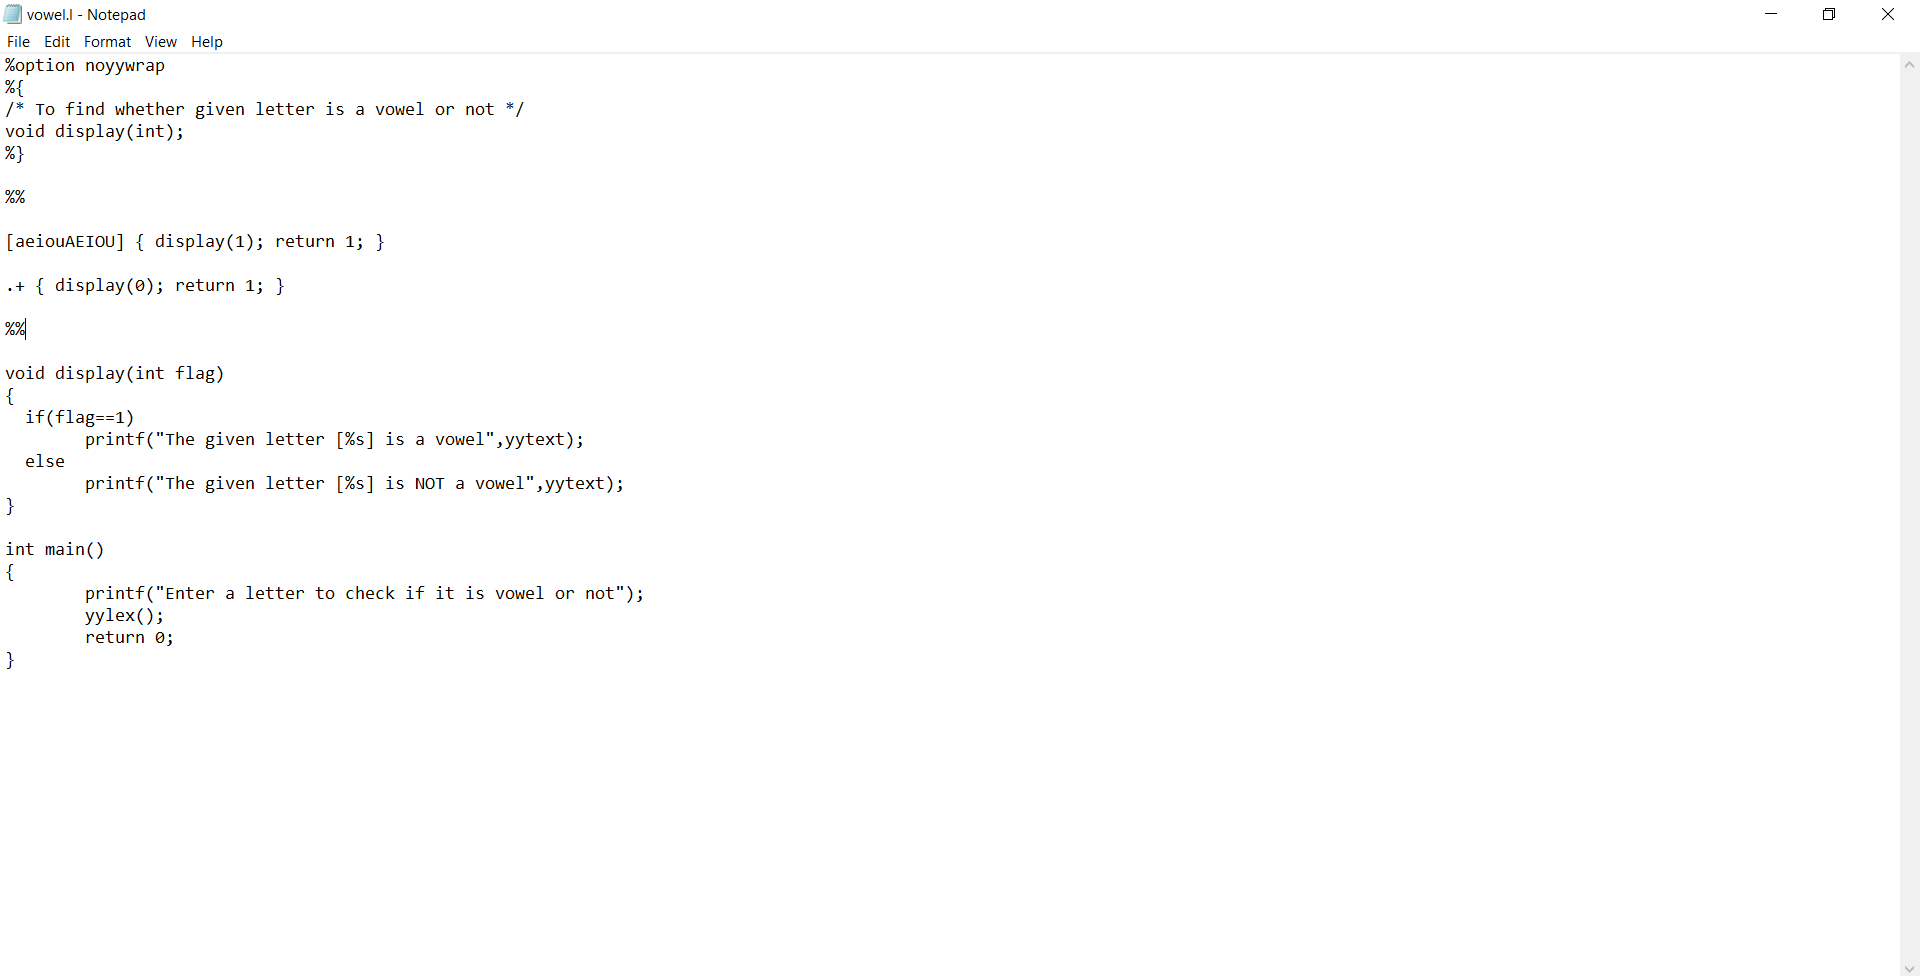 vowel.l - Notepad
File Edit Format View Help
%option noyywrap
%{
/* To find whether given letter is a vowel or not */
void display(int);
%}
%%
[aeiouAEIOU] { display(1); return 1; }
.+ { display(0); return 1; }
%%
void display(int flag)
{
  if(flag==1)
        printf("The given letter [%s] is a vowel",yytext);
  else
        printf("The given letter [%s] is NOT a vowel",yytext);
}
int main()
{
        printf("Enter a letter to check if it is vowel or not");
        yylex();
        return 0;
}